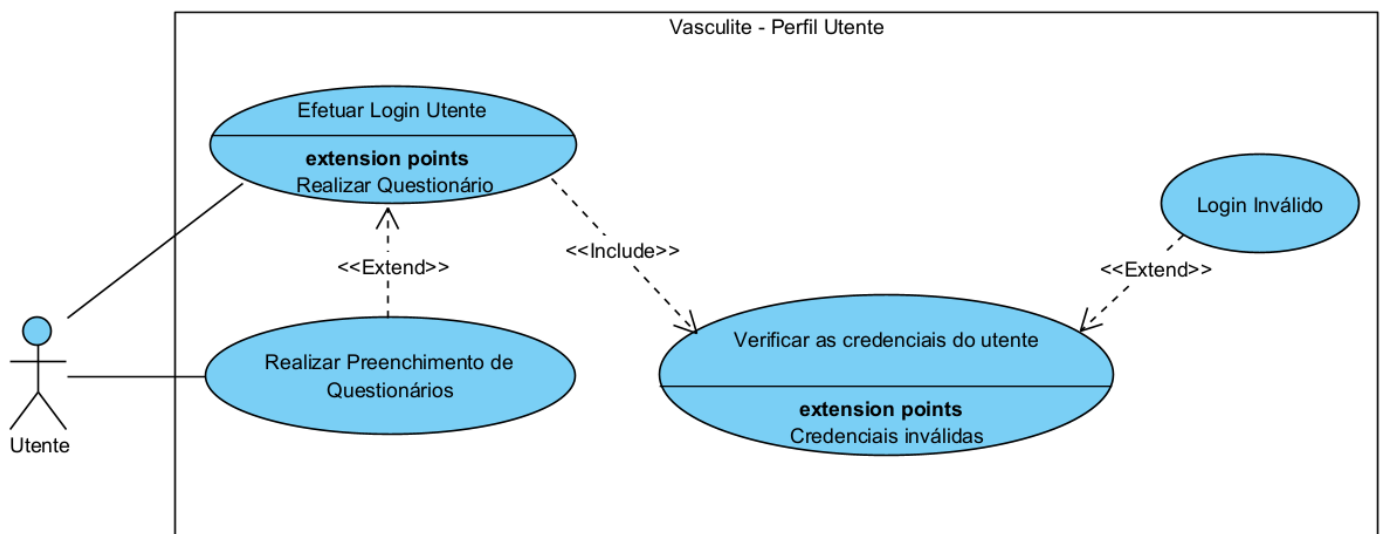 Vasculite - Perfil Utente
Efetuar Login Utente
extension points
Realizar Questionário
Login Inválido
<<Include>>
<<Extend>>
<<Extend>>
Verificar as credenciais do utente
extension points
Credenciais inválidas
Realizar Preenchimento de
Questionários
Utente